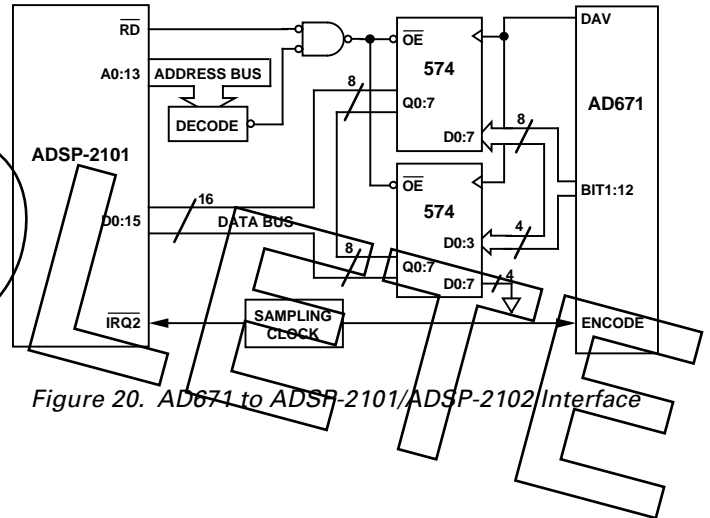 RD
A0:13
ADDRESS BUS
DECODE
ADSP-2101
D0:15
16
DATA BUS
IRQ2
SAMPLING
CLOCK
8
8
OE
574
Q0:7
D0:7
OE
574
D0:3
Q0:7
D0:7
8
4
4
DAV
AD671
BIT1:12
ENCODE
Figure 20. AD671 to ADSP-2101/ADSP-2102 Interface